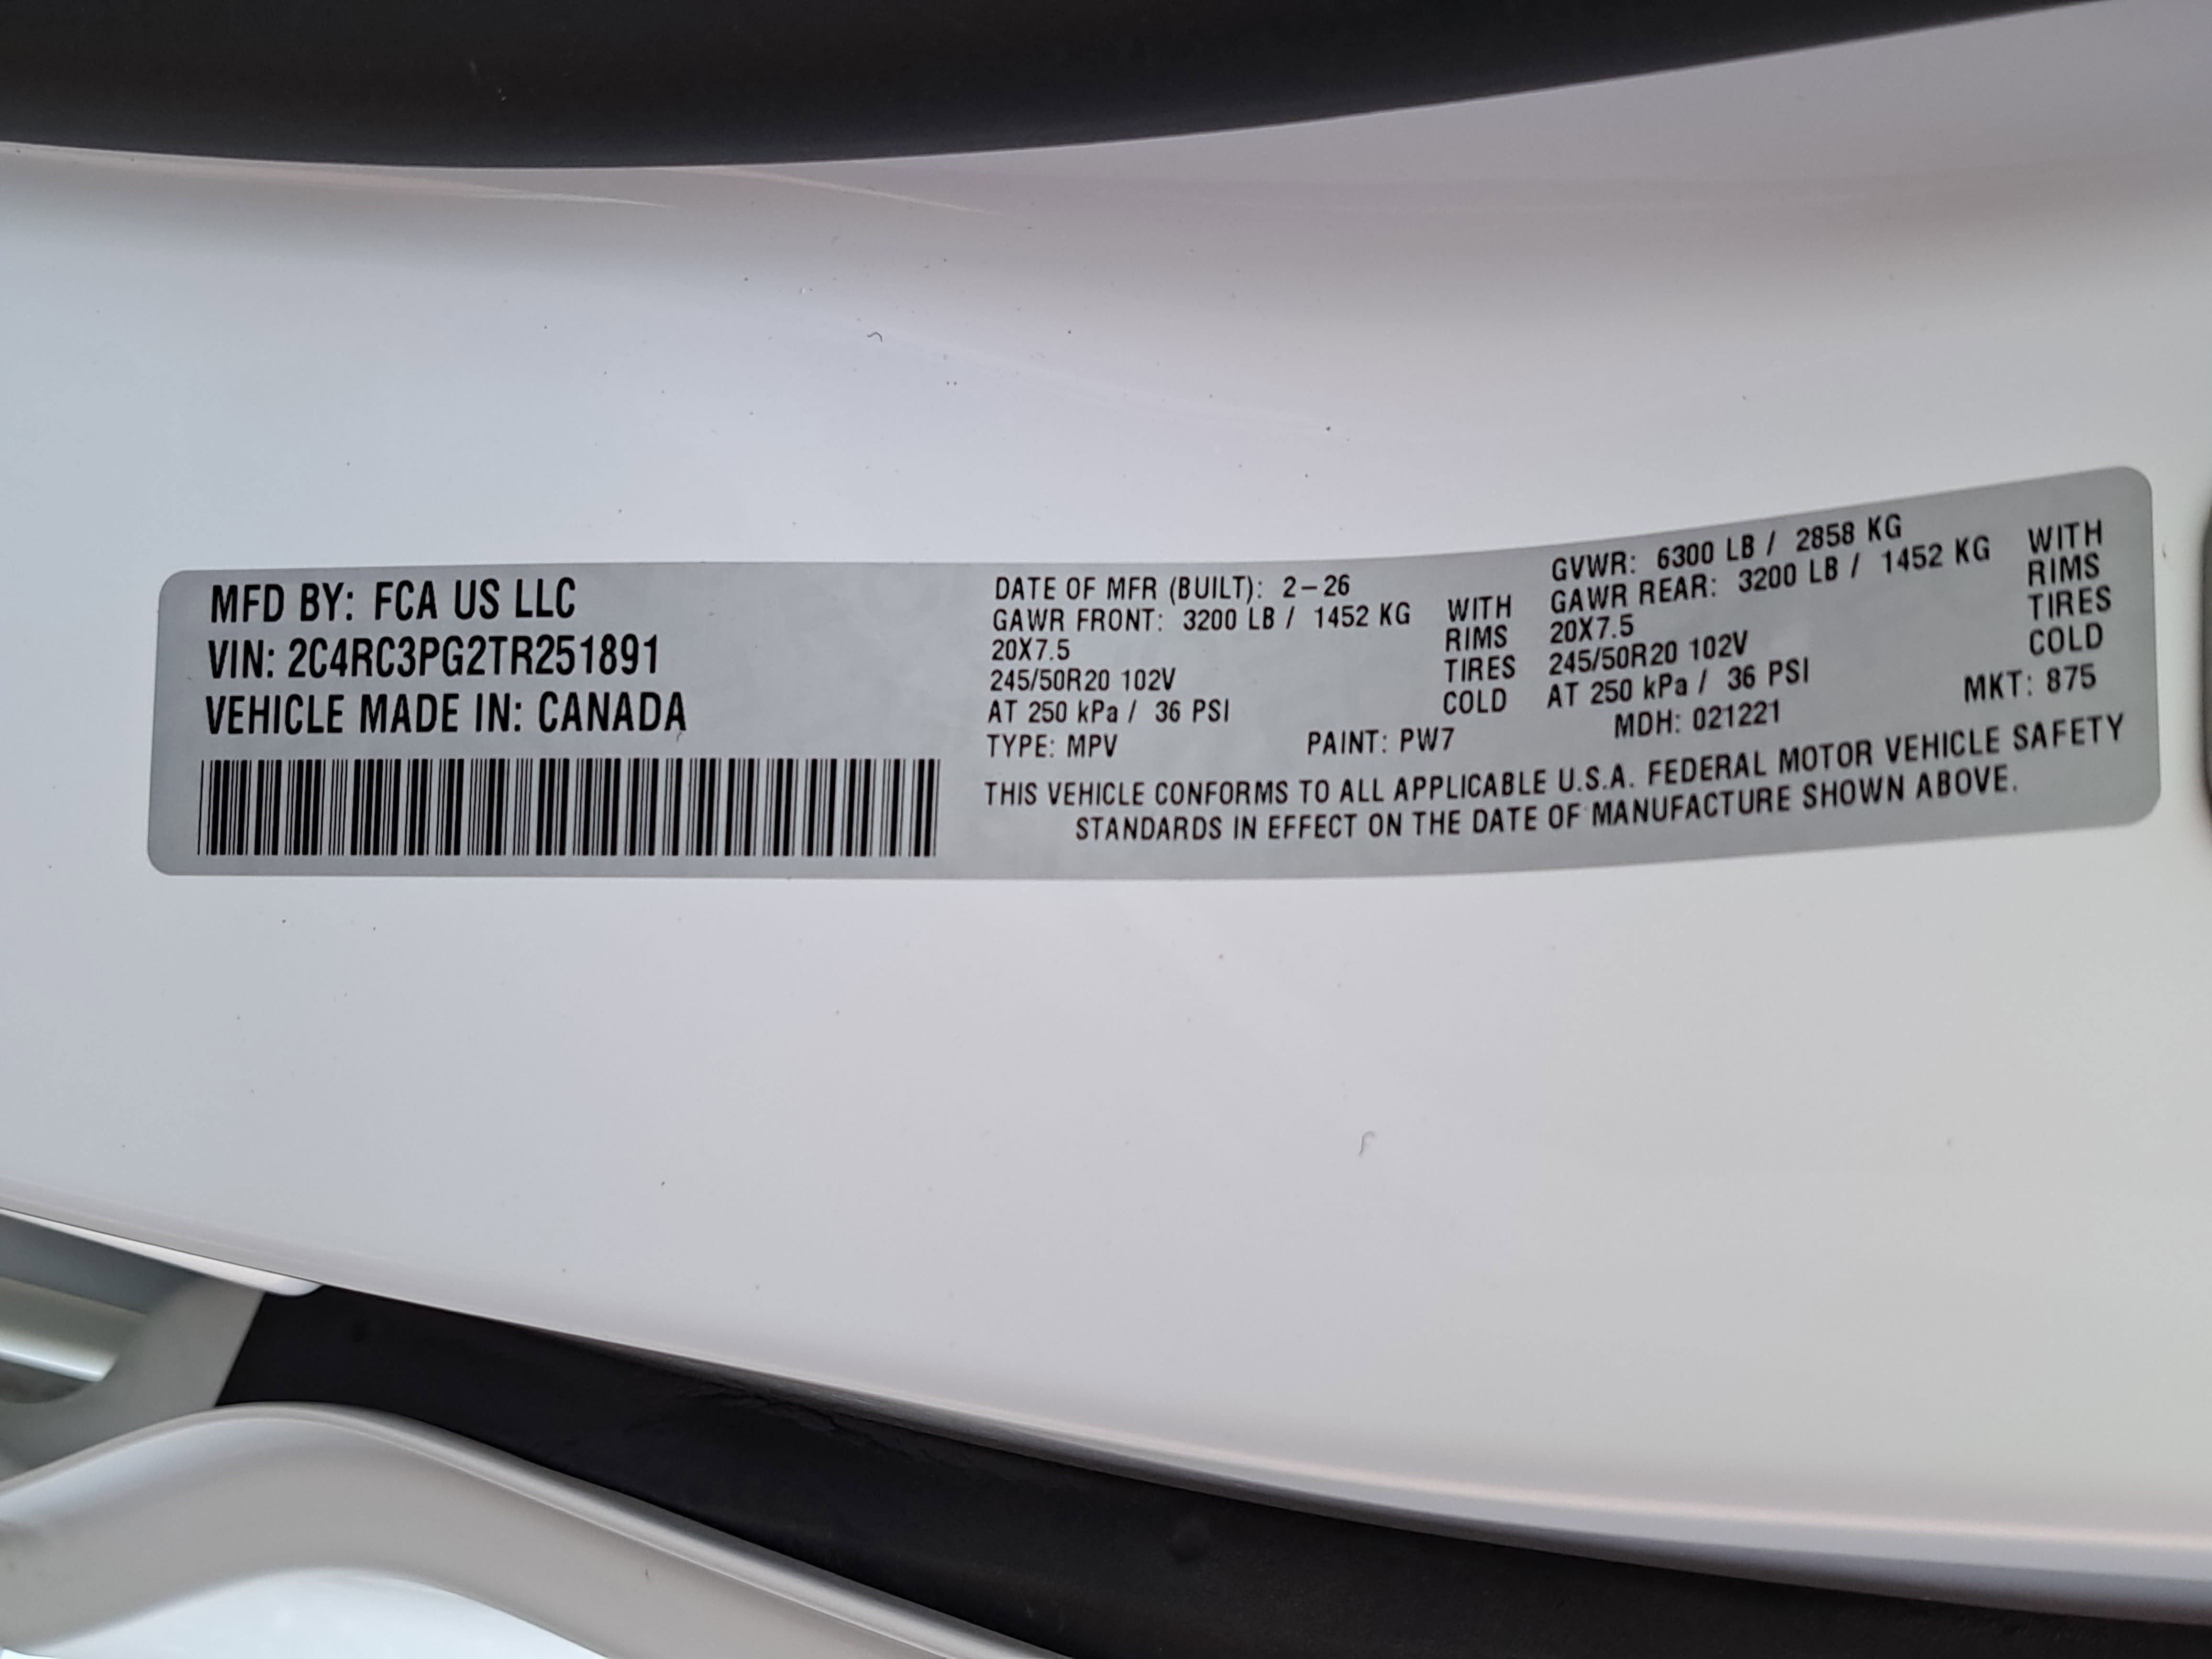 MFD BY: FCA US LLC
VIN: 2C4RC3PG2TR251891
VEHICLE MADE IN: CANADA
DATE OF MFR (BUILT): 2-26
GAWR FRONT: 3200 LB / 1452 KG WITH
20X7.5 RIMS
245/50R20 102V TIRES
AT 250 kPa / 36 PSI COLD
GVWR: 6300 LB / 2858 KG
GAWR REAR: 3200 LB / 1452 KG WITH
20X7.5 RIMS
245/50R20 102V TIRES
AT 250 kPa / 36 PSI COLD
TYPE: MPV PAINT: PW7 MDH: 021221 MKT: 875
THIS VEHICLE CONFORMS TO ALL APPLICABLE U.S.A. FEDERAL MOTOR VEHICLE SAFETY
STANDARDS IN EFFECT ON THE DATE OF MANUFACTURE SHOWN ABOVE.